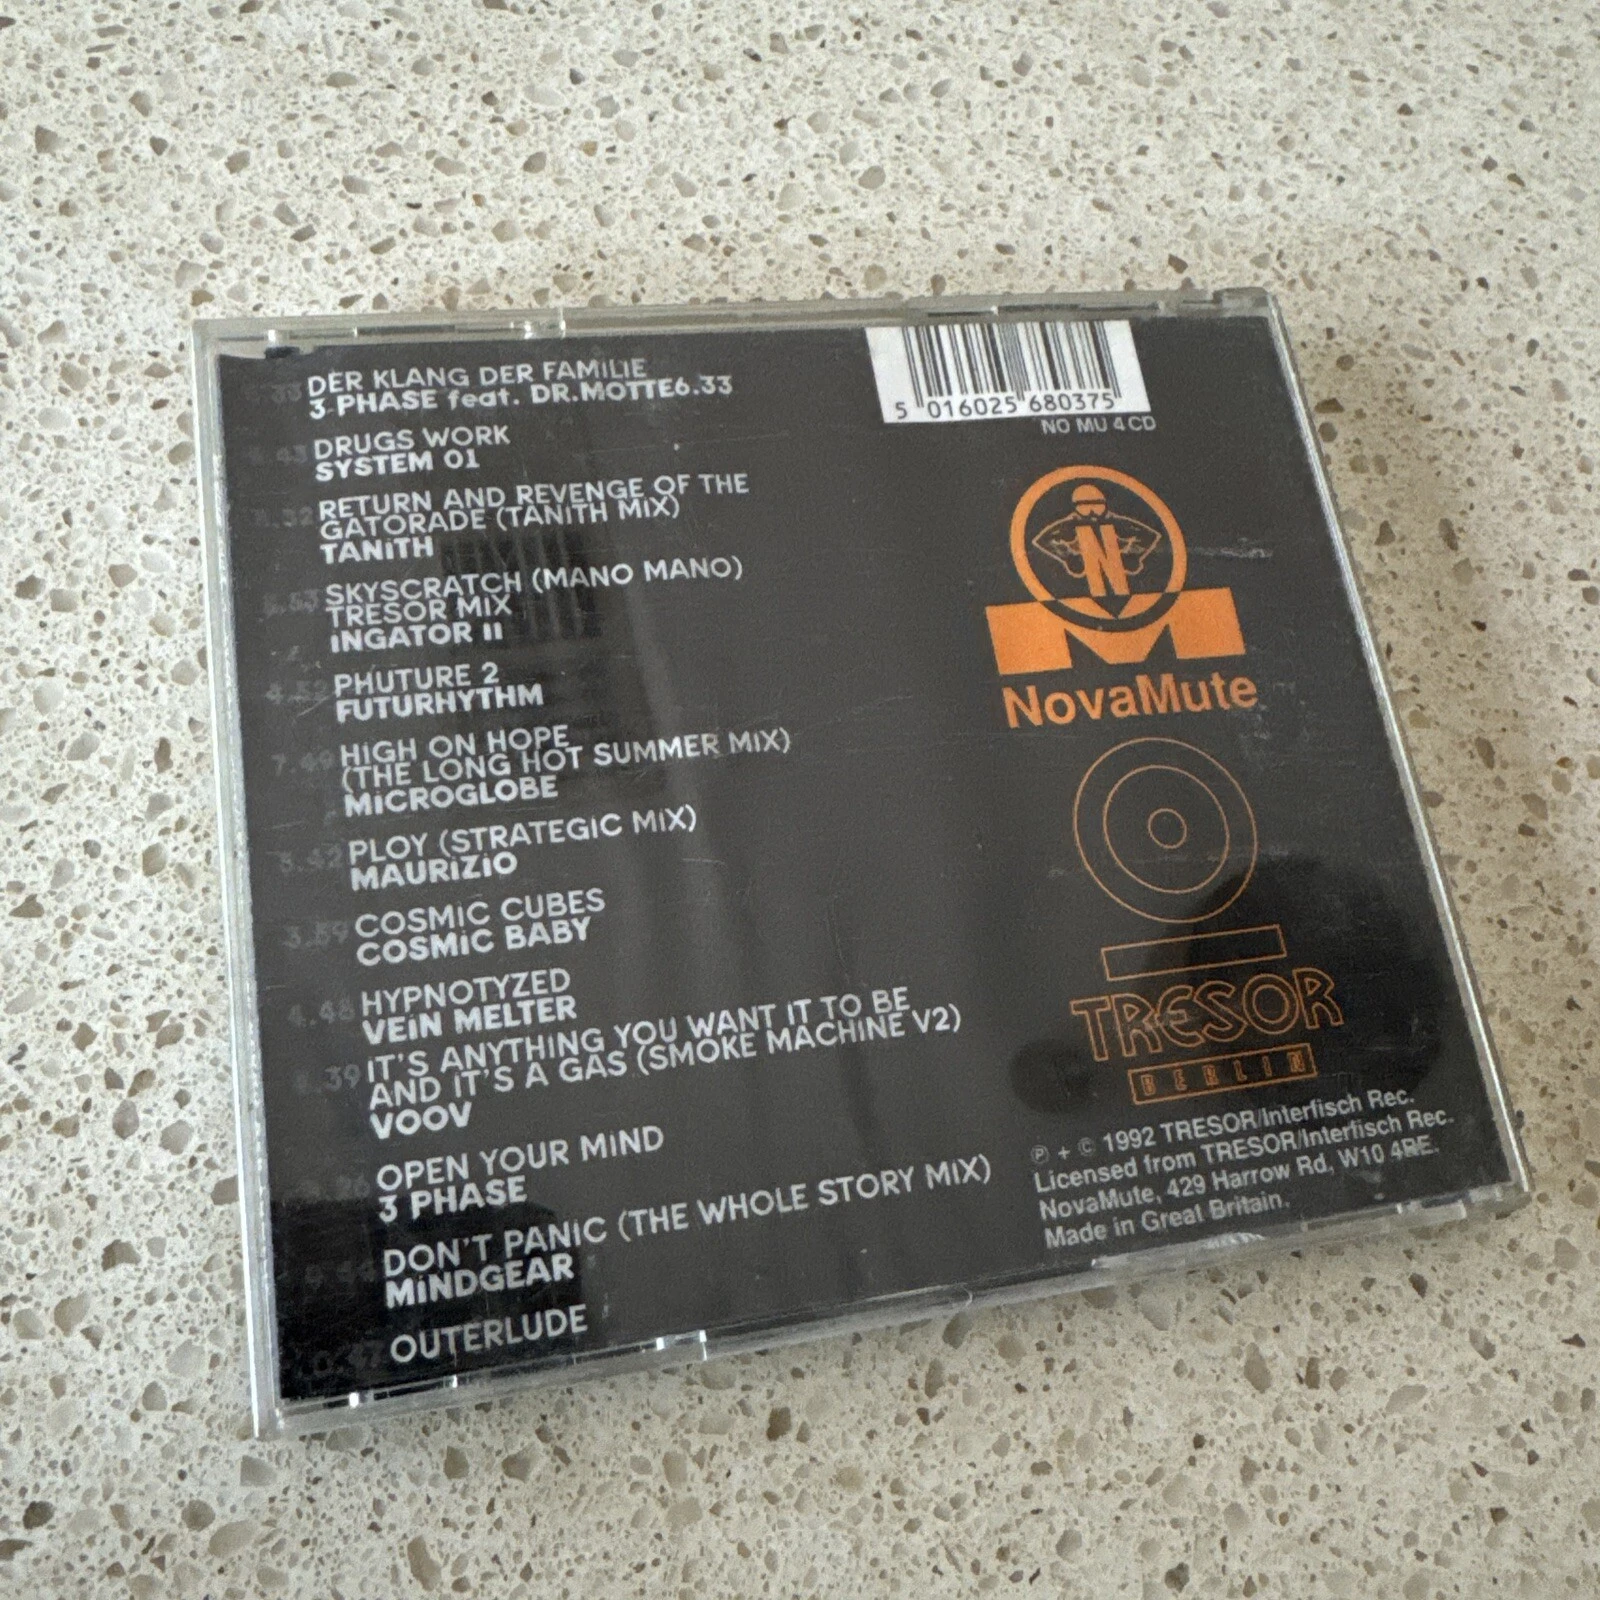 DER KLANG DER FAMILIE
3 PHASE feat. DR.MOTTE6.33
DRUGS WORK
SYSTEM 01
RETURN AND REVENGE OF THE
GATORADE (TANITH MIX)
TANITH
SKYSCRATCH (MANO MANO)
TRESOR MIX
INGATOR II
PHUTURE 2
FUTURHYTHM
7.49 HIGH ON HOPE
(THE LONG HOT SUMMER MIX)
MICROGLOBE
PLOY (STRATEGIC MIX)
MAURIZIO
COSMIC CUBES
COSMIC BABY
4.48 HYPNOTYZED
VEIN MELTER
IT'S ANYTHING YOU WANT IT TO BE
AND IT'S A GAS (SMOKE MACHINE V2)
VOOV
OPEN YOUR MIND
3 PHASE
DON'T PANIC (THE WHOLE STORY MIX)
MINDGEAR
OUTERLUDE
5 016025 680375
NO MU 4 CD
N
NovaMute
TRESOR
BERLIN
℗ + © 1992 TRESOR/Interfisch Rec.
Licensed from TRESOR/Interfisch Rec.
NovaMute, 429 Harrow Rd, W10 4RE.
Made in Great Britain.